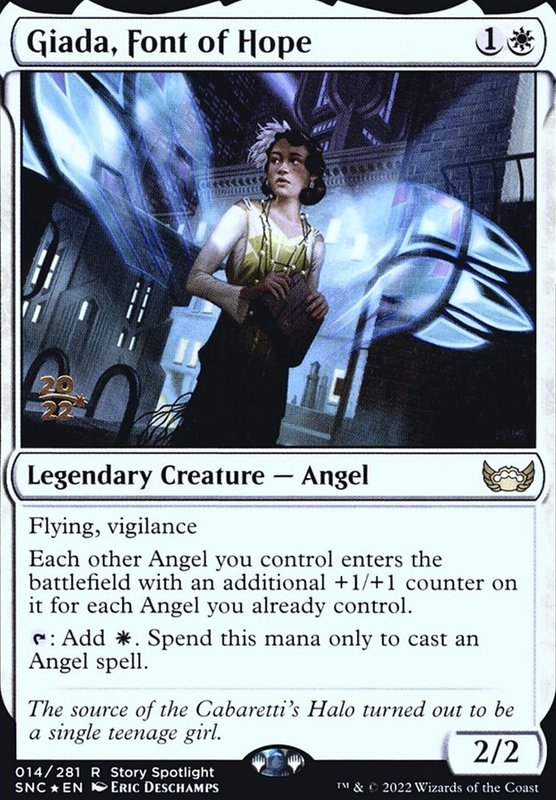 Giada, Font of Hope 1
20
22
Legendary Creature — Angel
Flying, vigilance
Each other Angel you control enters the
battlefield with an additional +1/+1 counter on
it for each Angel you already control.
: Add . Spend this mana only to cast an
Angel spell.
The source of the Cabaretti's Halo turned out to be
a single teenage girl.
2/2
014/281 R Story Spotlight
SNC ★ EN Eric Deschamps
™ & © 2022 Wizards of the Coast